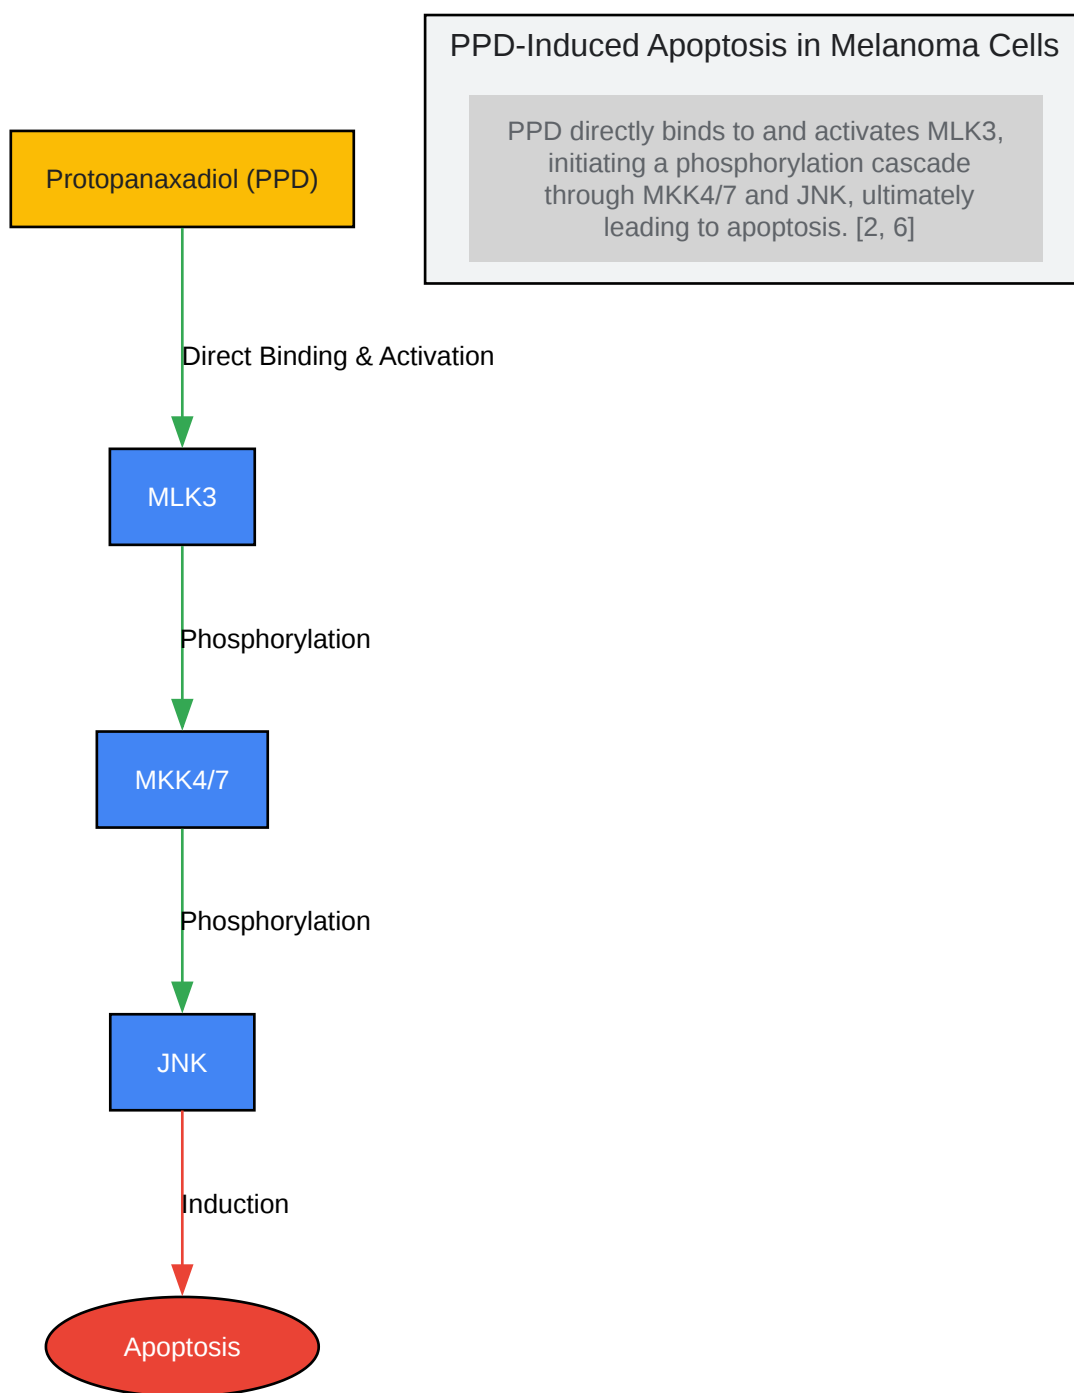 PPD-Induced Apoptosis in Melanoma Cells
PPD directly binds to and activates MLK3,
initiating a phosphorylation cascade
through MKK4/7 and JNK, ultimately
leading to apoptosis. [2, 6]
Protopanaxadiol (PPD)
Direct Binding & Activation
MLK3
Phosphorylation
MKK4/7
Phosphorylation
JNK
Induction
Apoptosis